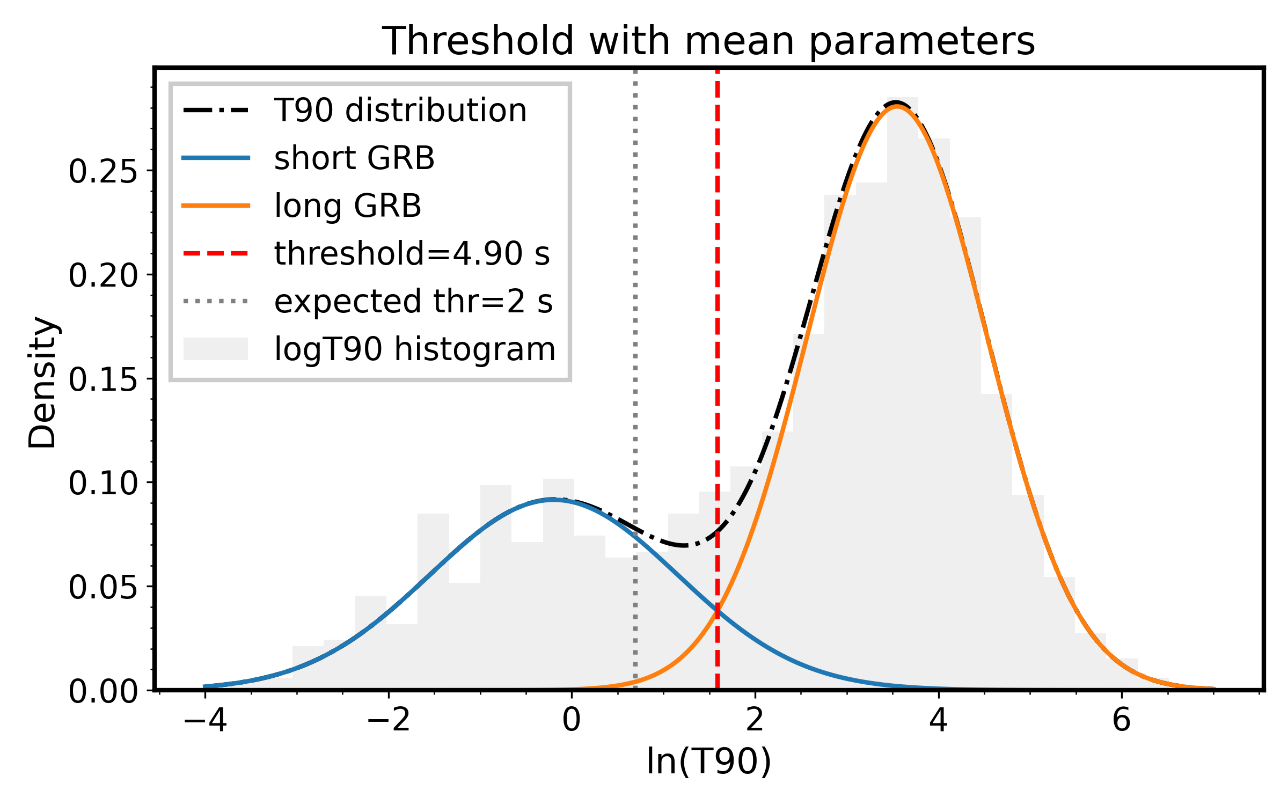 Threshold with mean parameters
T90 distribution
short GRB
long GRB
threshold=4.90 s
expected thr=2 s
logT90 histogram
Density
0.25
0.20
0.15
0.10
0.05
0.00
−4 −2 0 2 4 6
ln(T90)